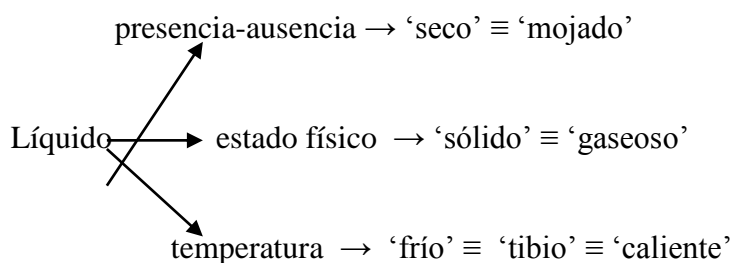 presencia-ausencia → ‘seco’ ≡ ‘mojado’
Líquido estado físico → ‘sólido’ ≡ ‘gaseoso’
temperatura → ‘frío’ ≡ ‘tibio’ ≡ ‘caliente’